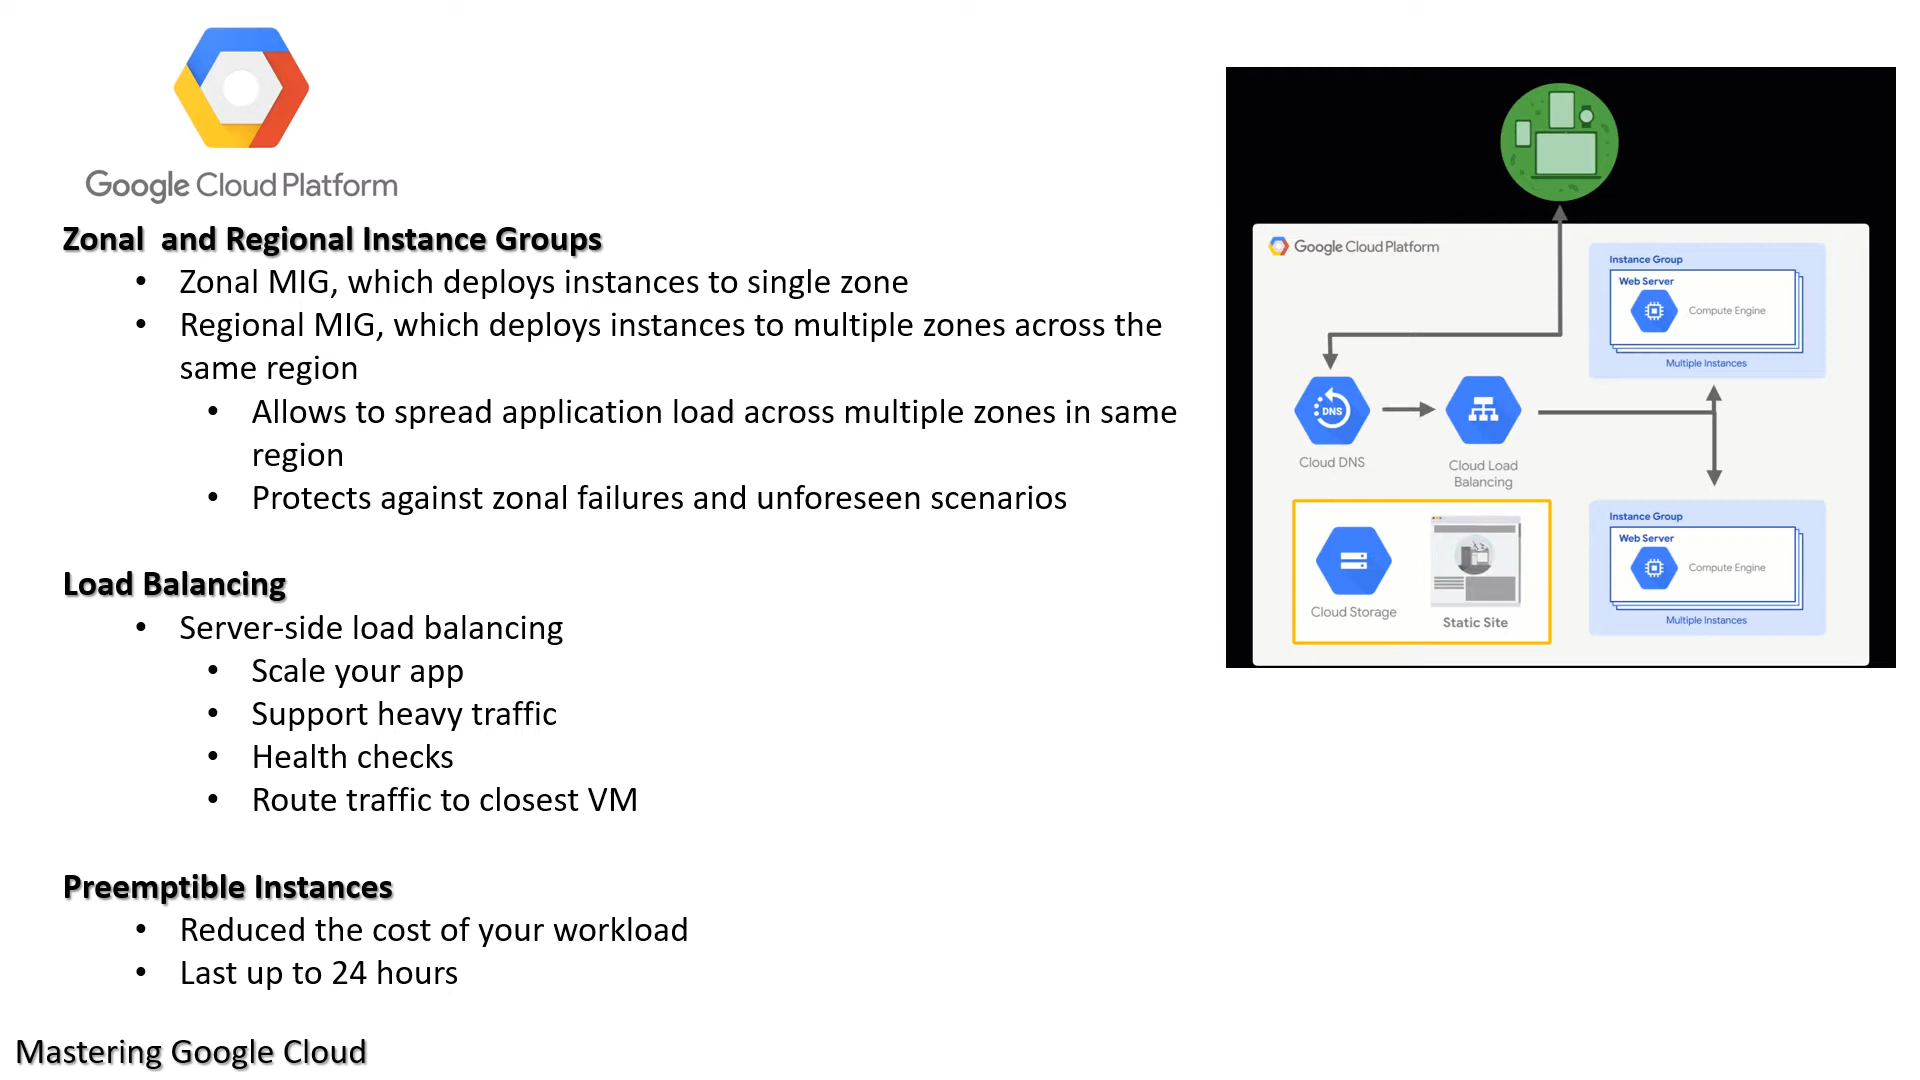 Google Cloud Platform
Zonal  and Regional Instance Groups
• Zonal MIG, which deploys instances to single zone
• Regional MIG, which deploys instances to multiple zones across the
same region
• Allows to spread application load across multiple zones in same
region
• Protects against zonal failures and unforeseen scenarios
Load Balancing
• Server-side load balancing
• Scale your app
• Support heavy traffic
• Health checks
• Route traffic to closest VM
Preemptible Instances
• Reduced the cost of your workload
• Last up to 24 hours
Mastering Google Cloud
Google Cloud Platform
Instance Group
Web Server
Compute Engine
Multiple Instances
DNS
Cloud DNS
Cloud Load
Balancing
Cloud Storage
Static Site
Instance Group
Web Server
Compute Engine
Multiple Instances